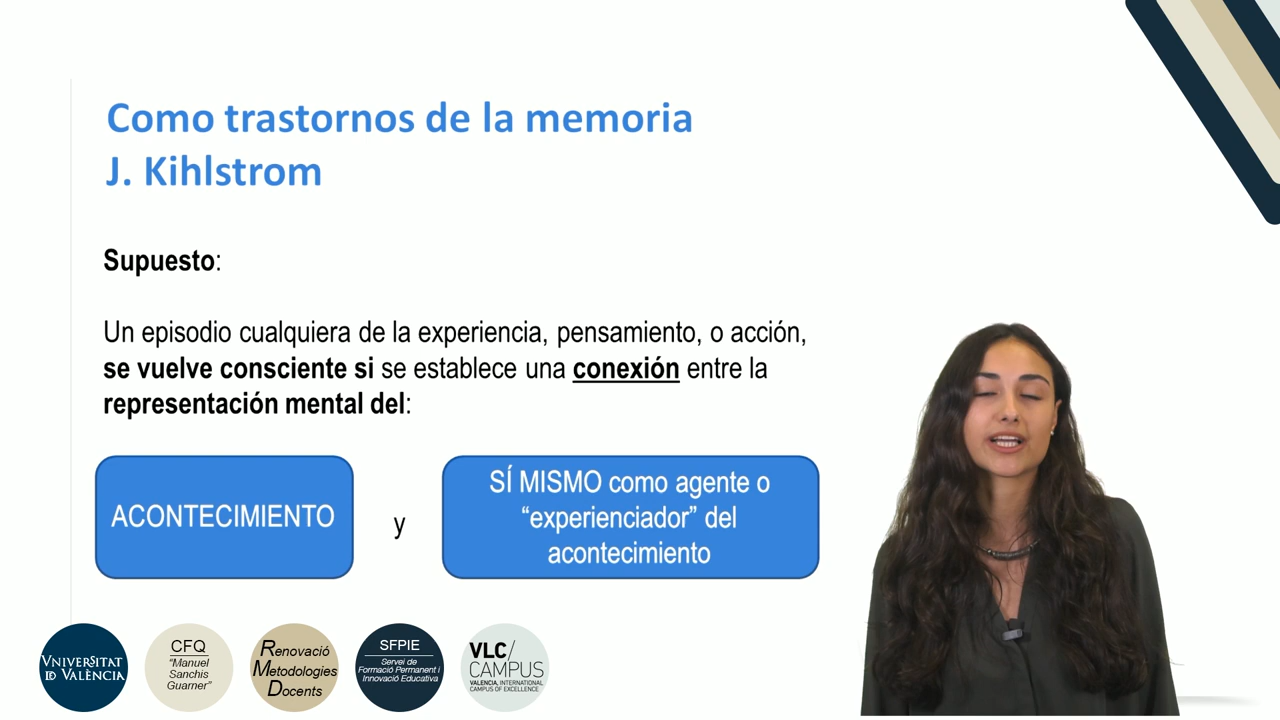 Como trastornos de la memoria
J. Kihlstrom
Supuesto:
Un episodio cualquiera de la experiencia, pensamiento, o acción,
se vuelve consciente si se establece una conexión entre la
representación mental del:
ACONTECIMIENTO
y
SÍ MISMO como agente o
“experienciador” del
acontecimiento
VNIVERSITAT
ID VALÈNCIA
CFQ
“Manuel
Sanchis
Guarner”
Renovació
Metodologies
Docents
SFPIE
Servei de
Formació Permanent i
Innovació Educativa
VLC/
CAMPUS
VALENCIA, INTERNATIONAL
CAMPUS OF EXCELLENCE